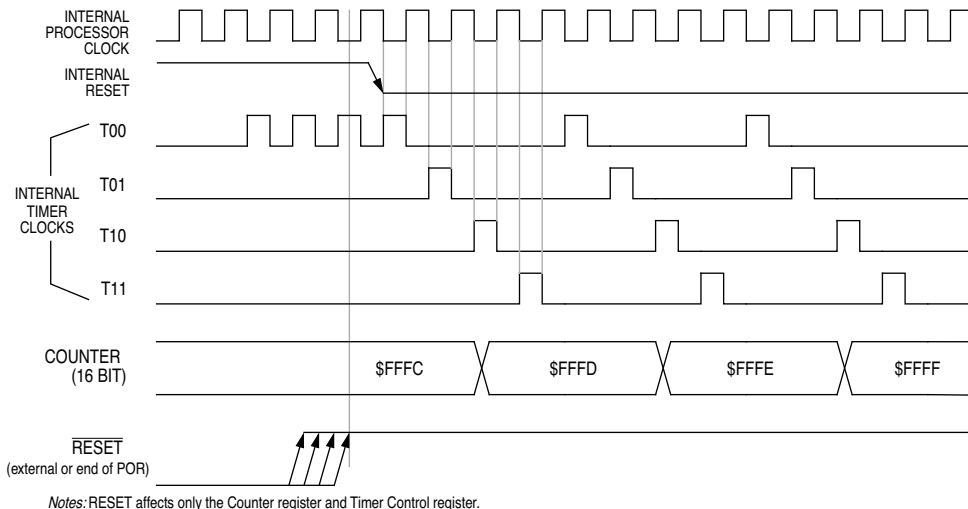 INTERNAL
PROCESSOR
CLOCK
INTERNAL
RESET
T00
T01
INTERNAL
TIMER
CLOCKS
T10
T11
COUNTER
(16 BIT)
$FFFC
$FFFD
$FFFE
$FFFF
RESET
(external or end of POR)
Notes: RESET affects only the Counter register and Timer Control register.